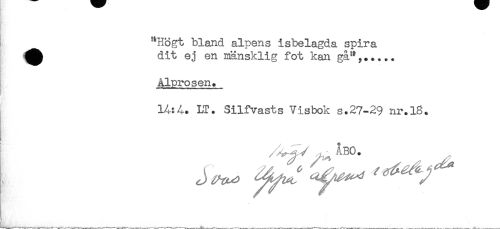 "Högt bland alpens isbelagda spira
dit ej en mänsklig fot kan gå",.....
Alprosen.
14:4. LT. Silfvasts Visbok s.27-29 nr.18.
ÅBO.
Högt på
Svas Uppå alpens isbelagda